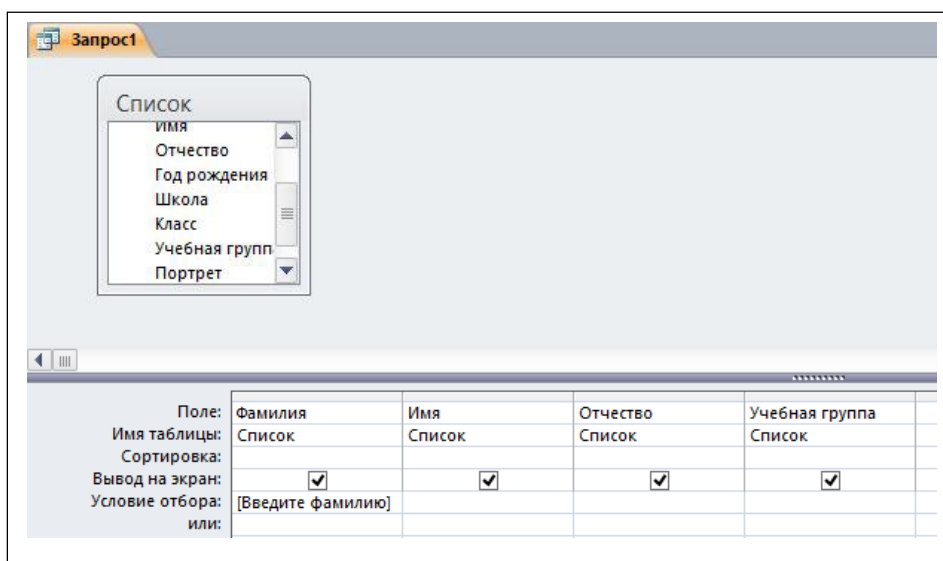 Запрос1
Список
Имя
Отчество
Год рождения
Школа
Класс
Учебная групп
Портрет
Поле: Фамилия Имя Отчество Учебная группа
Имя таблицы: Список Список Список Список
Сортировка:
Вывод на экран:
Условие отбора: [Введите фамилию]
или: